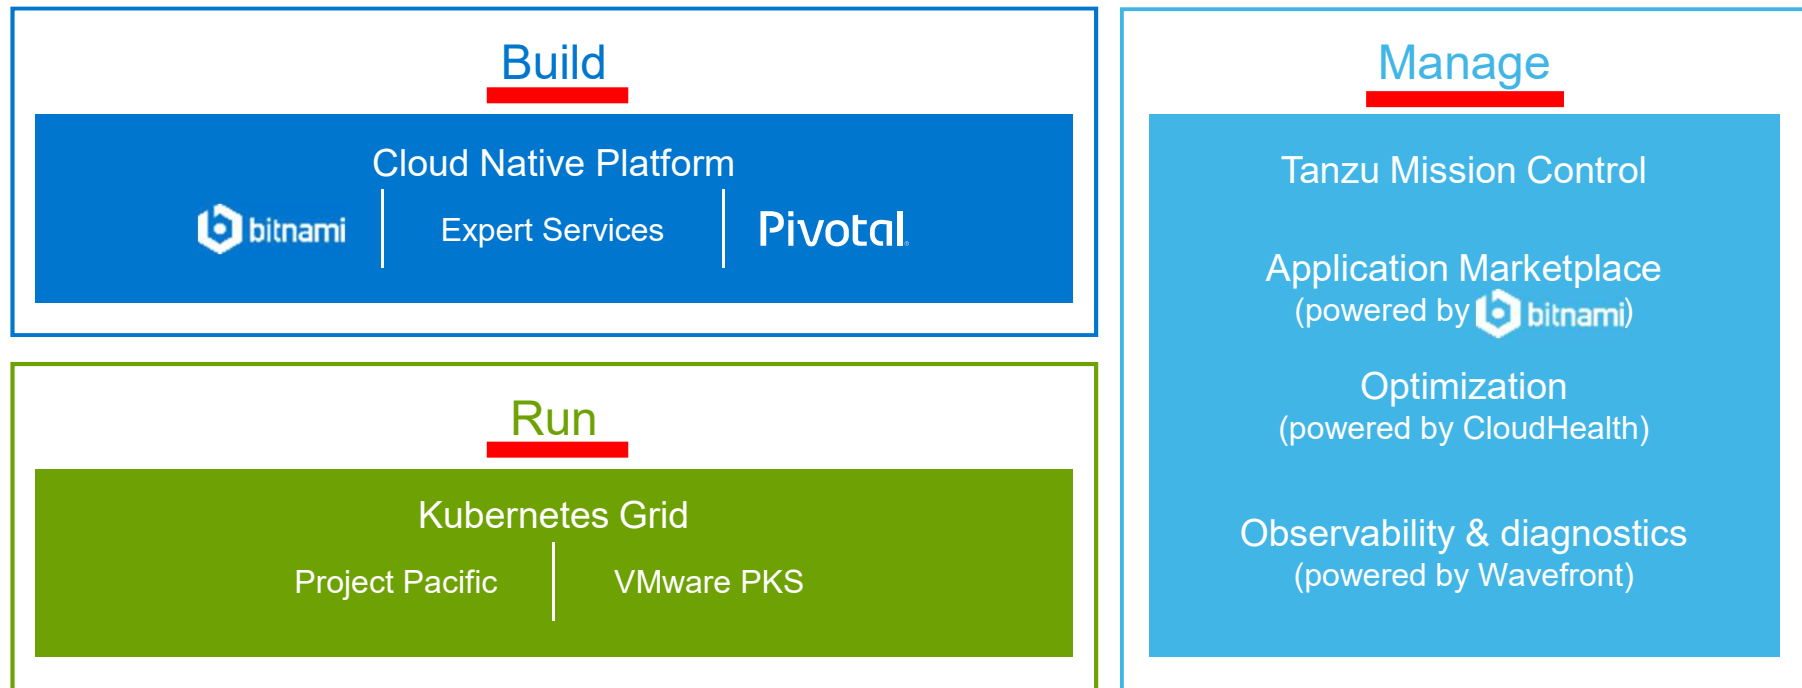 Build
Cloud Native Platform
bitnami
Expert Services
Pivotal
Run
Kubernetes Grid
Project Pacific
VMware PKS
Manage
Tanzu Mission Control
Application Marketplace
(powered by bitnami)
Optimization
(powered by CloudHealth)
Observability & diagnostics
(powered by Wavefront)